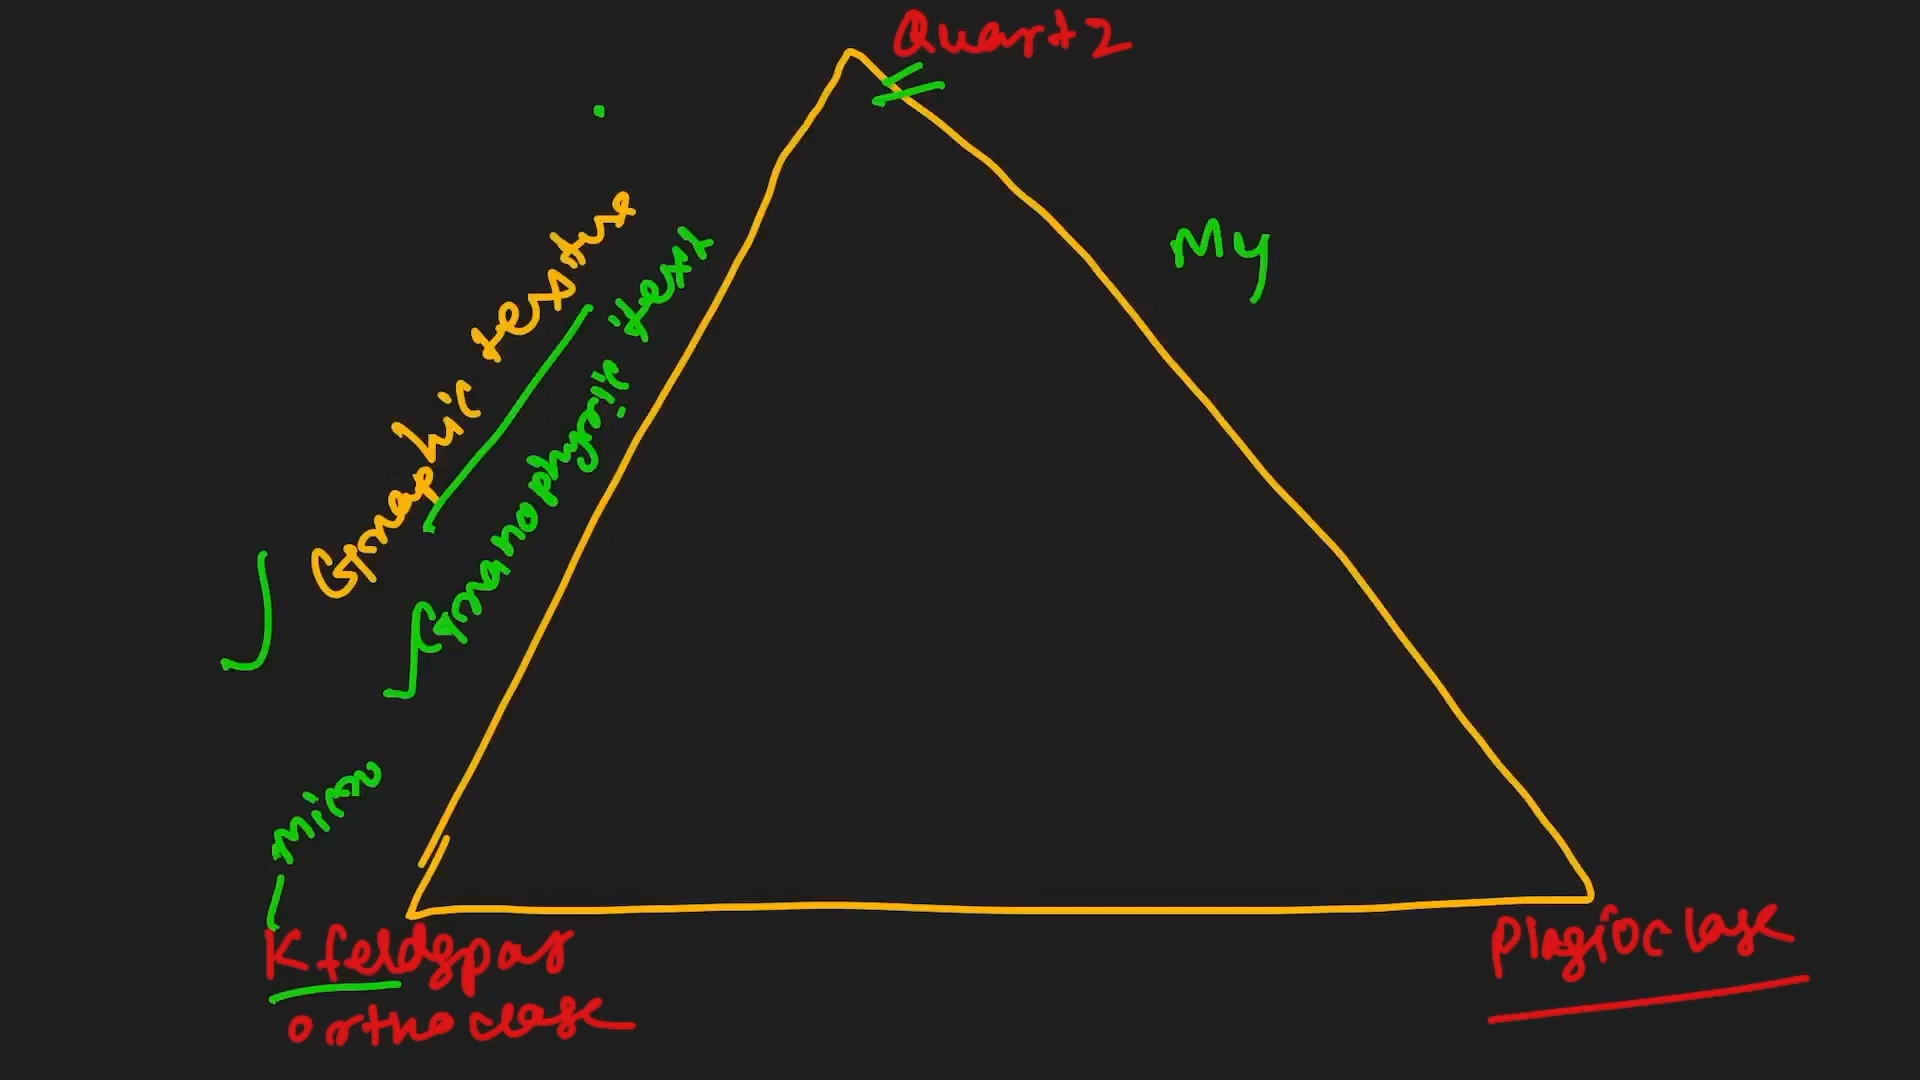 Quartz
My
Graphic texture
Granophyric text
micro
K feldspar
orthoclase
Plagioclase